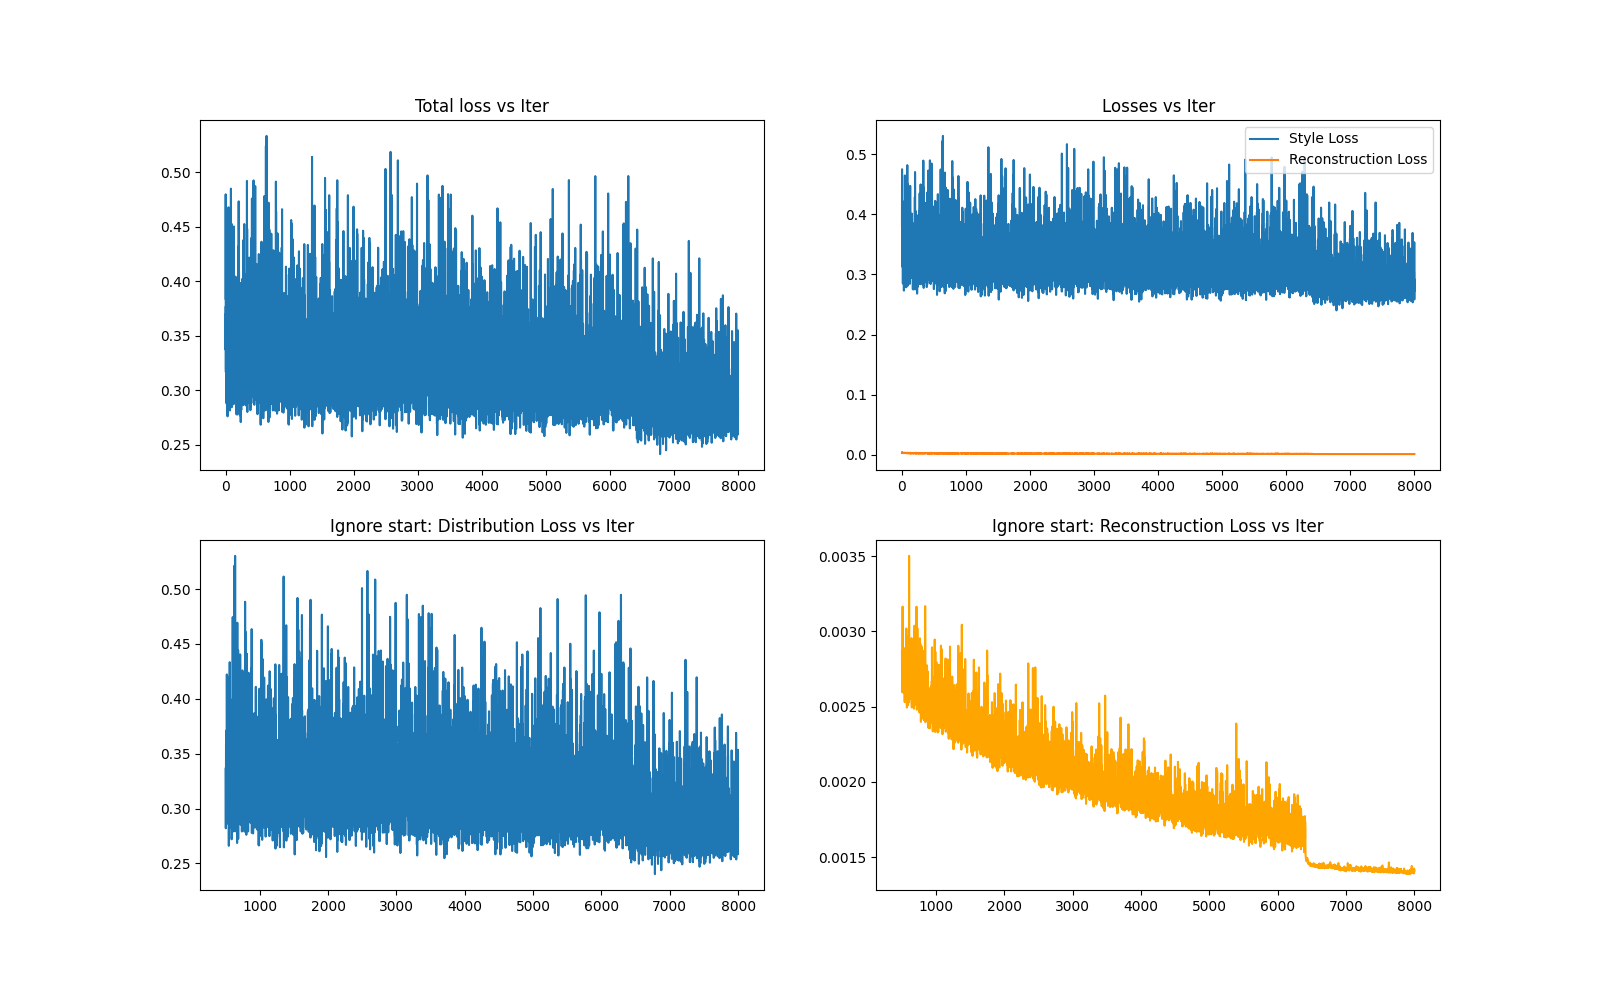 Total loss vs Iter
0.50
0.45
0.40
0.35
0.30
0.25
0 1000 2000 3000 4000 5000 6000 7000 8000
Losses vs Iter
Style Loss
Reconstruction Loss
0.5
0.4
0.3
0.2
0.1
0.0
0 1000 2000 3000 4000 5000 6000 7000 8000
Ignore start: Distribution Loss vs Iter
0.50
0.45
0.40
0.35
0.30
0.25
1000 2000 3000 4000 5000 6000 7000 8000
Ignore start: Reconstruction Loss vs Iter
0.0035
0.0030
0.0025
0.0020
0.0015
1000 2000 3000 4000 5000 6000 7000 8000